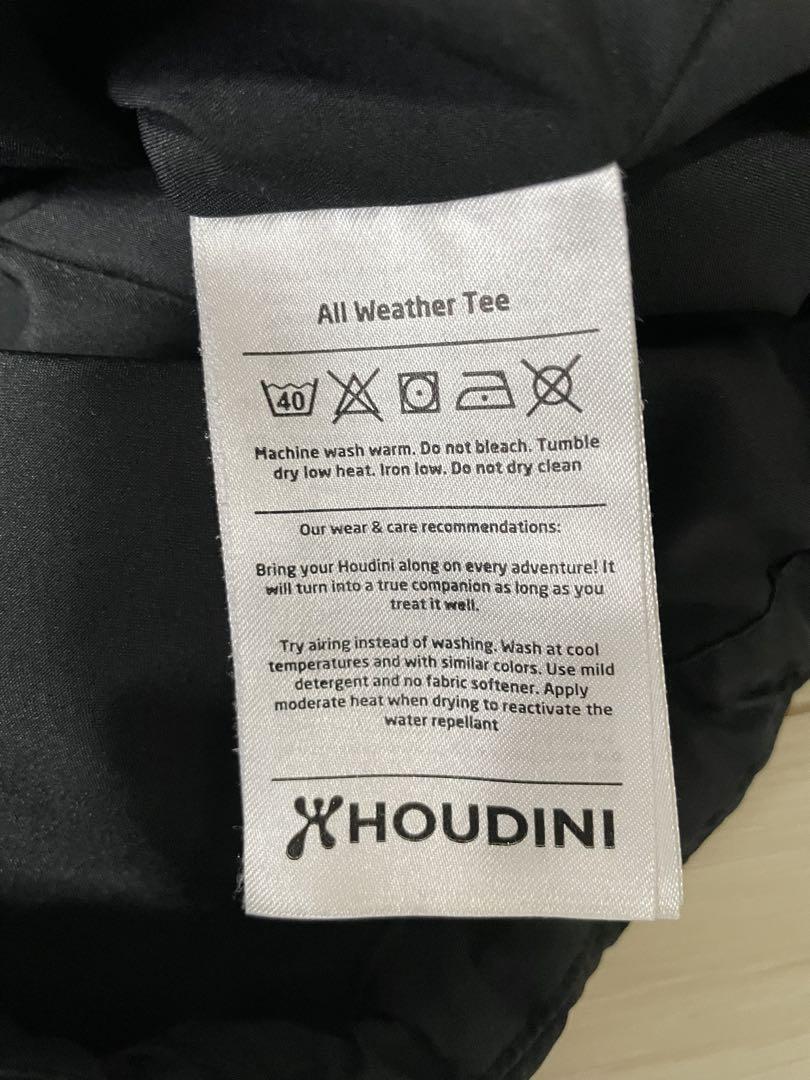 All Weather Tee
40
Machine wash warm. Do not bleach. Tumble
dry low heat. Iron low. Do not dry clean
Our wear & care recommendations:
Bring your Houdini along on every adventure! It
will turn into a true companion as long as you
treat it well.
Try airing instead of washing. Wash at cool
temperatures and with similar colors. Use mild
detergent and no fabric softener. Apply
moderate heat when drying to reactivate the
water repellant
HOUDINI